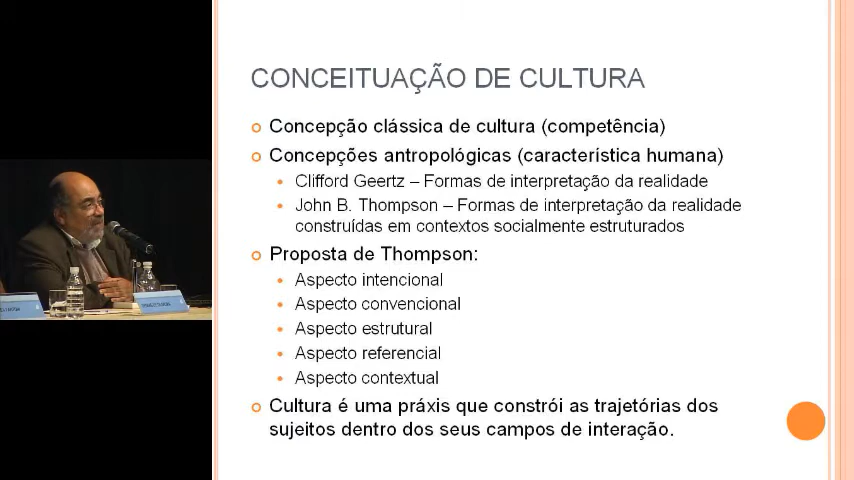 CONCEITUAÇÃO DE CULTURA
Concepção clássica de cultura (competência)
Concepções antropológicas (característica humana)
Clifford Geertz – Formas de interpretação da realidade
John B. Thompson – Formas de interpretação da realidade
construídas em contextos socialmente estruturados
Proposta de Thompson:
Aspecto intencional
Aspecto convencional
Aspecto estrutural
Aspecto referencial
Aspecto contextual
Cultura é uma práxis que constrói as trajetórias dos
sujeitos dentro dos seus campos de interação.